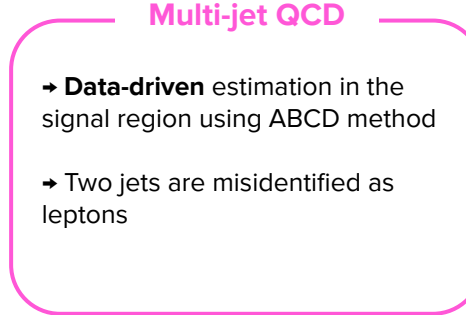 Multi-jet QCD
→ Data-driven estimation in the
signal region using ABCD method
→ Two jets are misidentified as
leptons